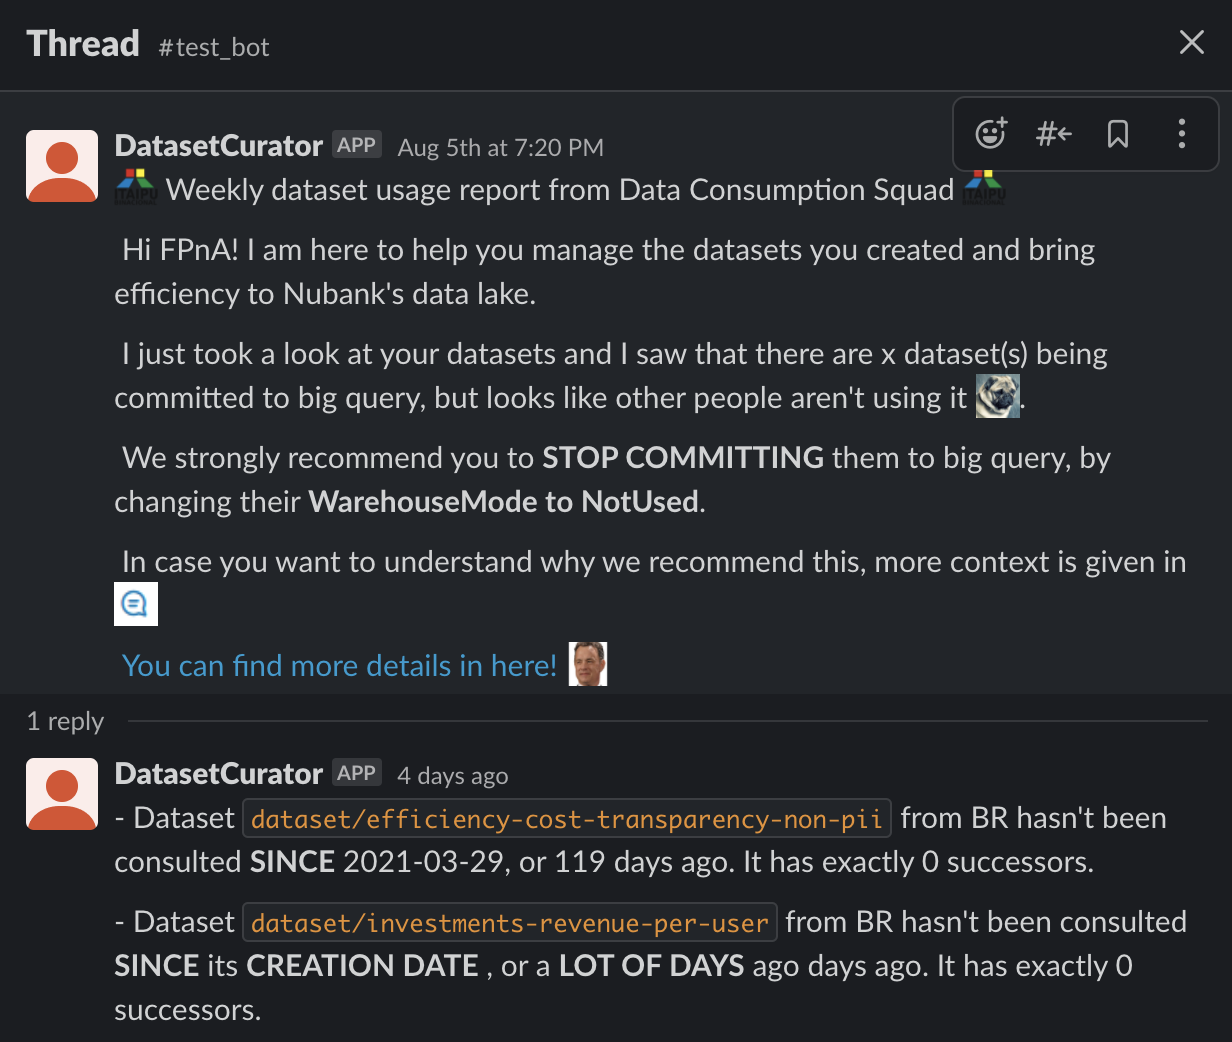 Thread #test_bot
DatasetCurator APP Aug 5th at 7:20 PM
ITAIPU Weekly dataset usage report from Data Consumption Squad ITAIPU
Hi FPnA! I am here to help you manage the datasets you created and bring
efficiency to Nubank's data lake.
I just took a look at your datasets and I saw that there are x dataset(s) being
committed to big query, but looks like other people aren't using it .
We strongly recommend you to STOP COMMITTING them to big query, by
changing their WarehouseMode to NotUsed.
In case you want to understand why we recommend this, more context is given in
You can find more details in here!
1 reply
DatasetCurator APP 4 days ago
- Dataset dataset/efficiency-cost-transparency-non-pii from BR hasn't been
consulted SINCE 2021-03-29, or 119 days ago. It has exactly 0 successors.
- Dataset dataset/investments-revenue-per-user from BR hasn't been consulted
SINCE its CREATION DATE , or a LOT OF DAYS ago days ago. It has exactly 0
successors.